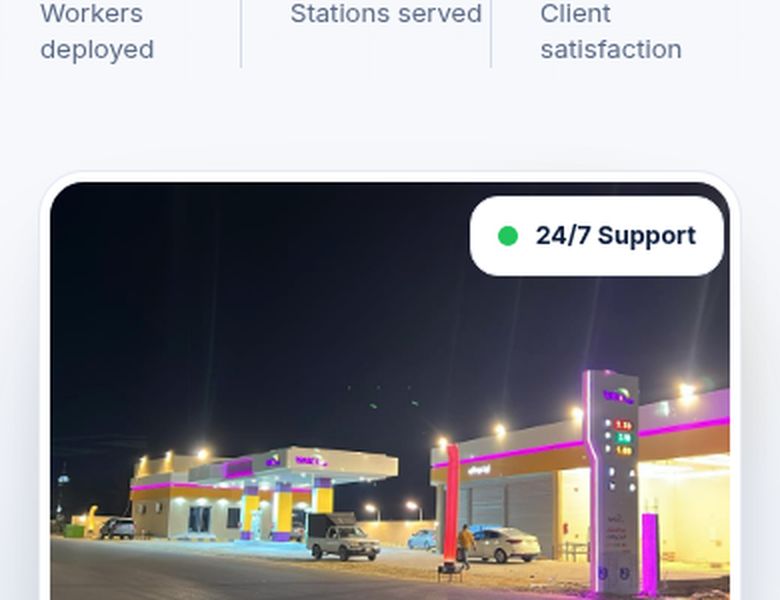 Workers
deployed
Stations served
Client
satisfaction
24/7 Support